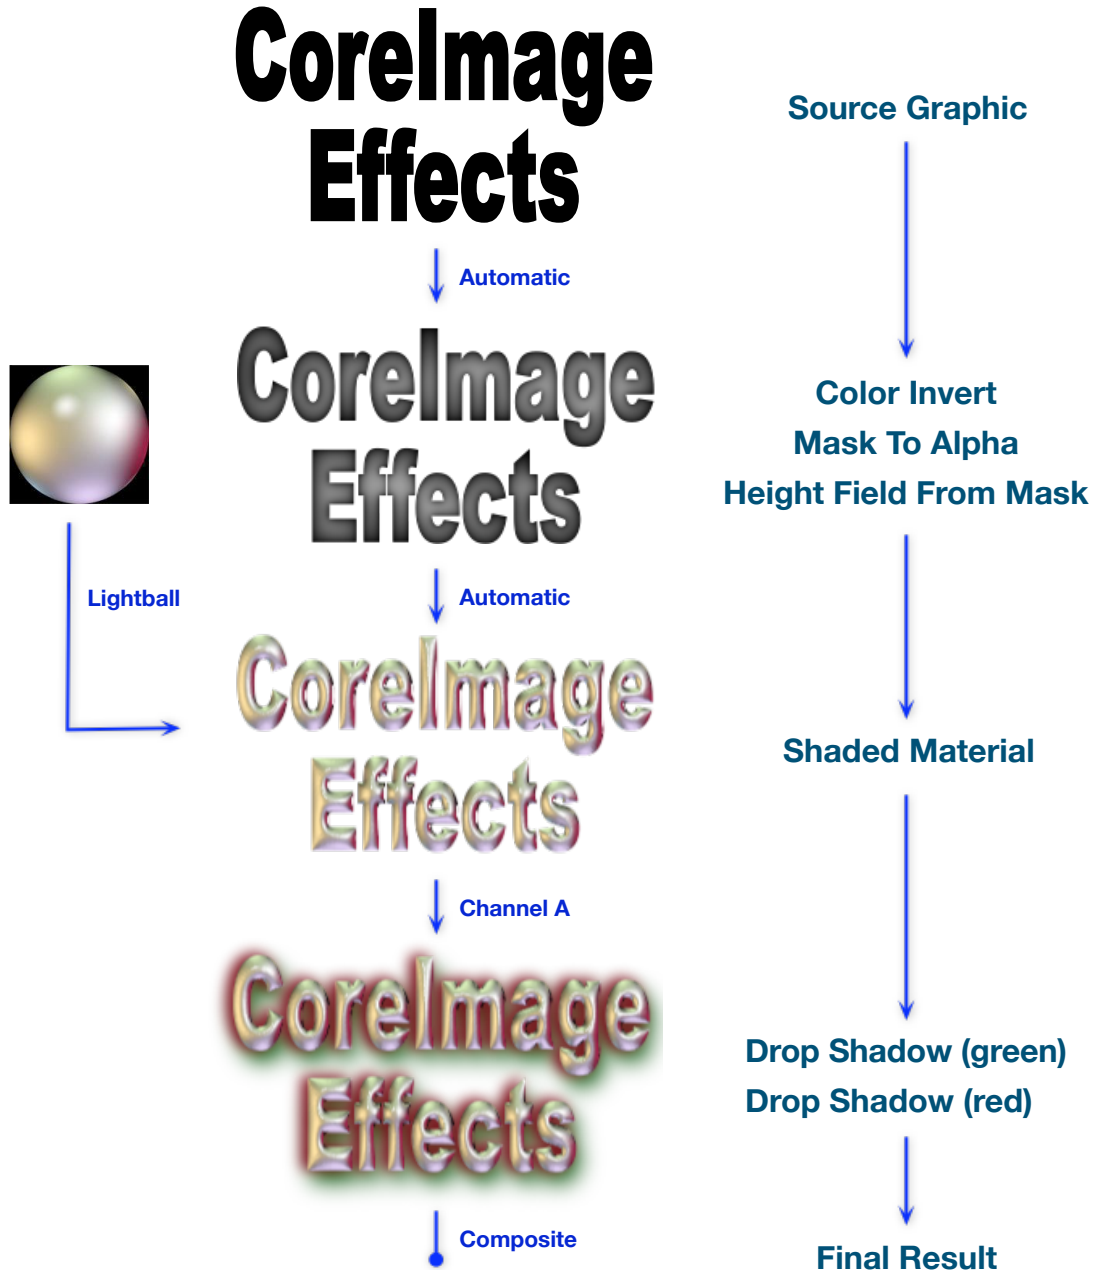 CoreImage
Effects
Source Graphic
Automatic
CoreImage
Effects
Color Invert
Mask To Alpha
Height Field From Mask
Lightball
Automatic
CoreImage
Effects
Shaded Material
Channel A
CoreImage
Effects
Drop Shadow (green)
Drop Shadow (red)
Composite
Final Result